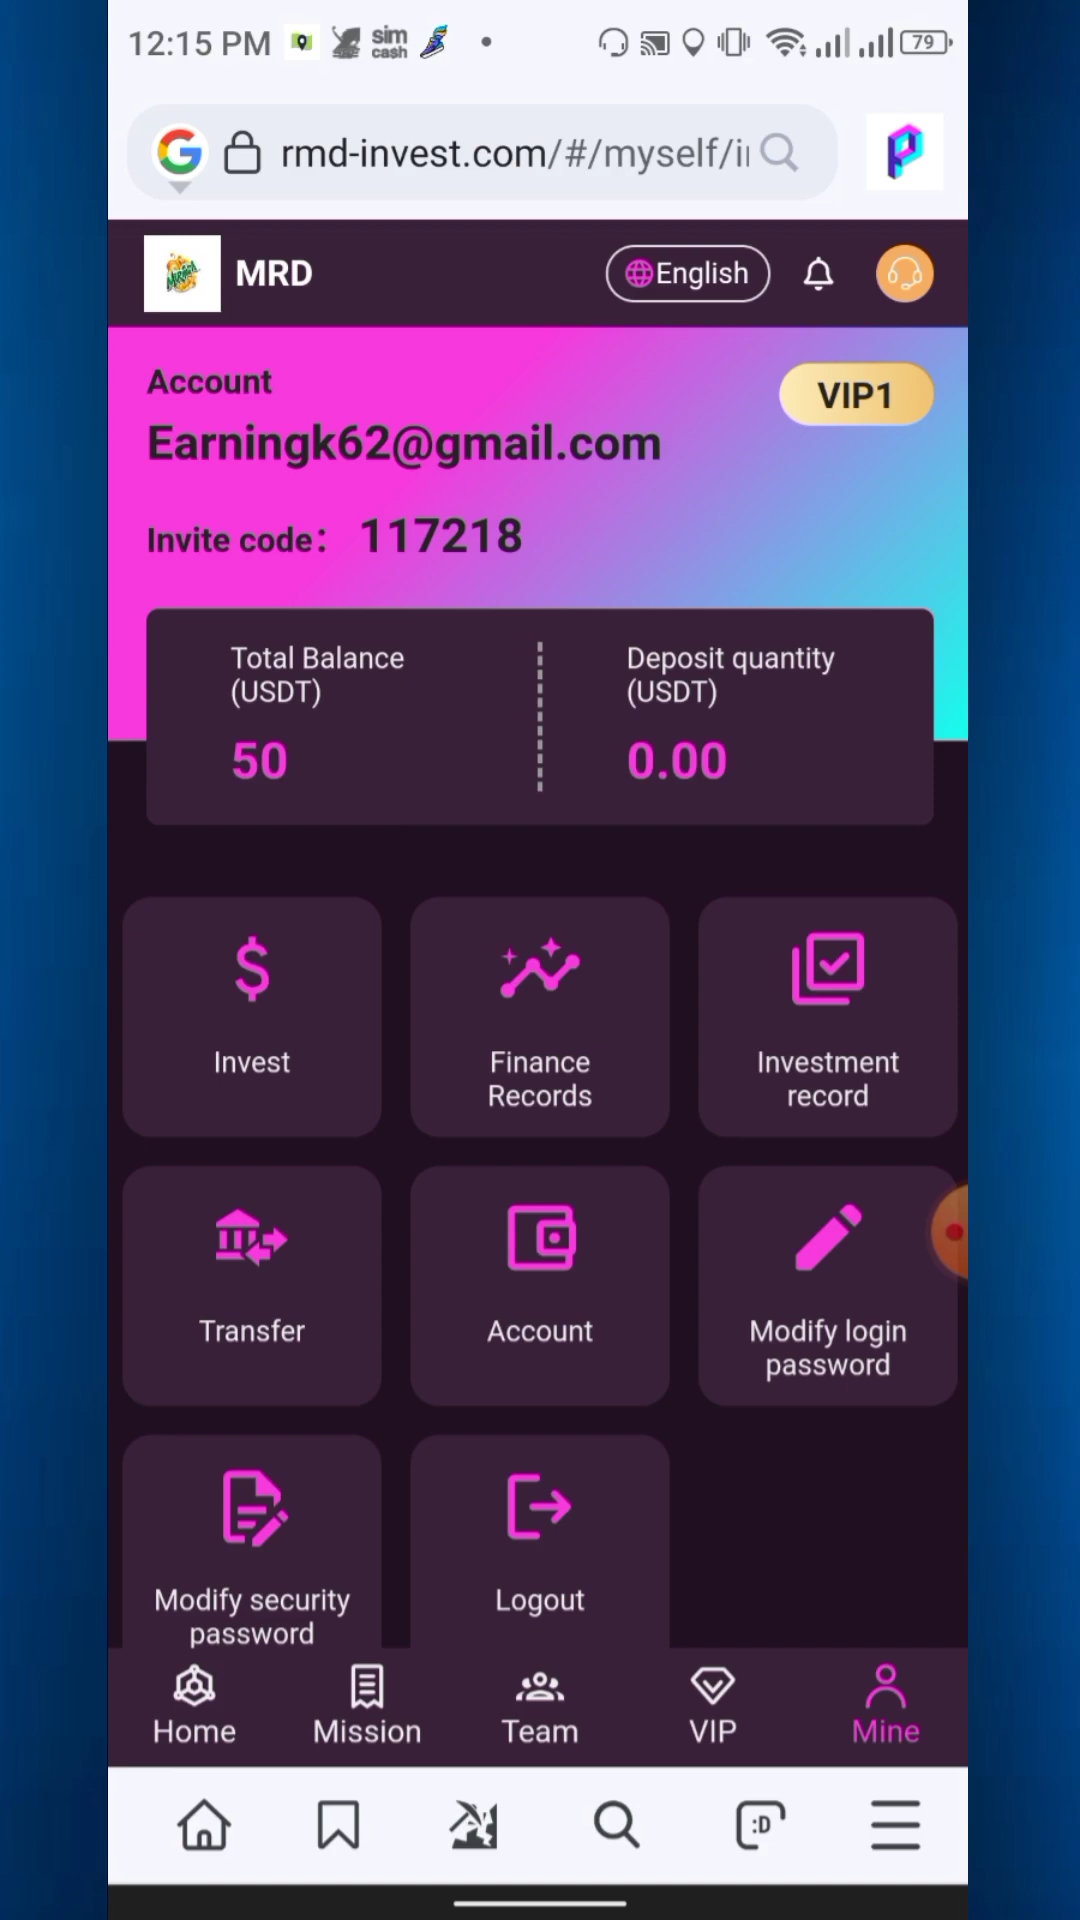 12:15 PM
sim
cash
79
rmd-invest.com/#/myself/
MRD
English
Account
VIP1
Earningk62@gmail.com
Invite code: 117218
Total Balance
(USDT)
50
Deposit quantity
(USDT)
0.00
Invest
Finance
Records
Investment
record
Transfer
Account
Modify login
password
Modify security
password
Logout
Home
Mission
Team
VIP
Mine
:D